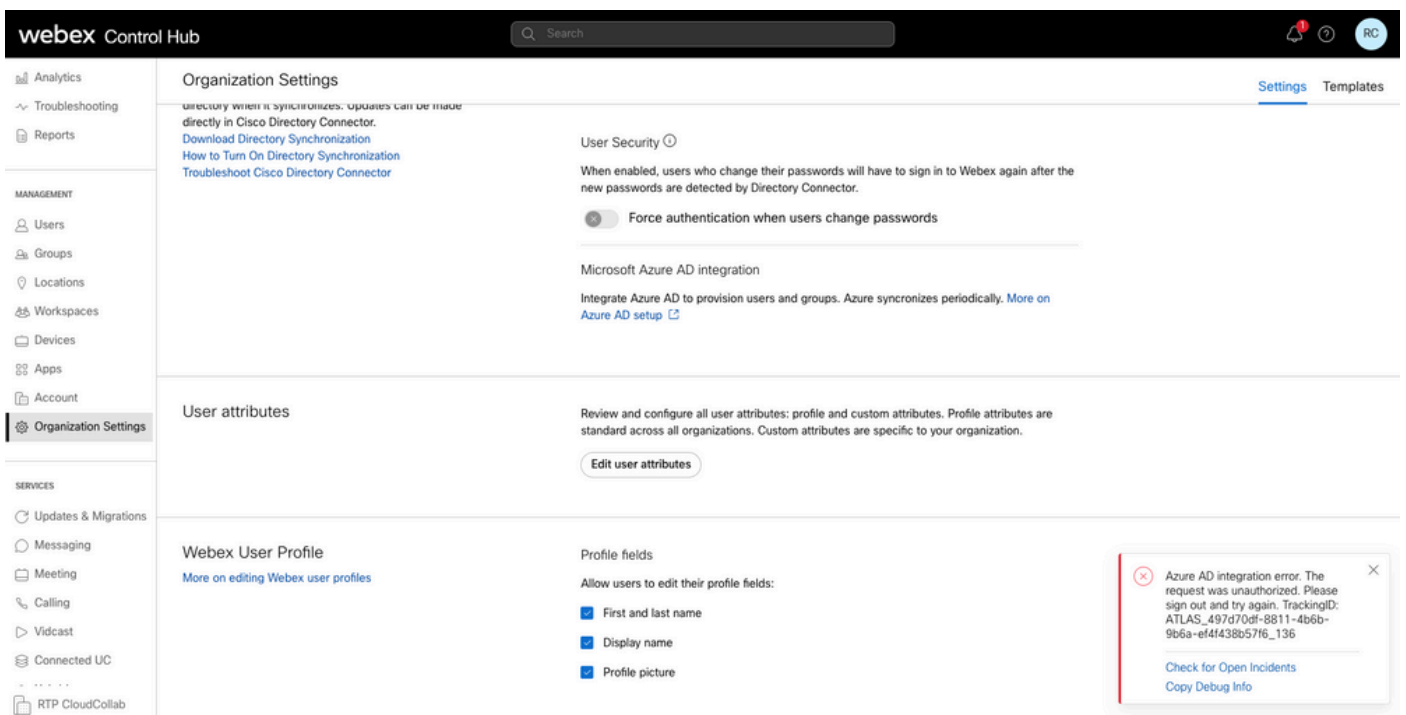 webex Control Hub
Search
1
RC
Analytics
Troubleshooting
Reports
MANAGEMENT
Users
Groups
Locations
Workspaces
Devices
Apps
Account
Organization Settings
SERVICES
Updates & Migrations
Messaging
Meeting
Calling
Vidcast
Connected UC
RTP CloudCollab
Organization Settings
Settings
Templates
directory when it synchronizes. Updates can be made
directly in Cisco Directory Connector.
Download Directory Synchronization
How to Turn On Directory Synchronization
Troubleshoot Cisco Directory Connector
User Security
When enabled, users who change their passwords will have to sign in to Webex again after the
new passwords are detected by Directory Connector.
Force authentication when users change passwords
Microsoft Azure AD integration
Integrate Azure AD to provision users and groups. Azure syncronizes periodically. More on
Azure AD setup
User attributes
Review and configure all user attributes: profile and custom attributes. Profile attributes are
standard across all organizations. Custom attributes are specific to your organization.
Edit user attributes
Webex User Profile
More on editing Webex user profiles
Profile fields
Allow users to edit their profile fields:
First and last name
Display name
Profile picture
Azure AD integration error. The
request was unauthorized. Please
sign out and try again. TrackingID:
ATLAS_497d70df-8811-4b6b-
9b6a-ef4f438b57f6_136
Check for Open Incidents
Copy Debug Info